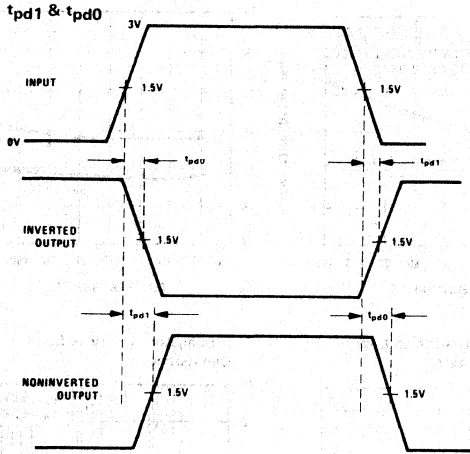 tpd1 & tpd0
3V
INPUT
1.5V
1.5V
0V
tpd0
tpd1
INVERTED
OUTPUT
1.5V
1.5V
tpd1
tpd0
NONINVERTED
OUTPUT
1.5V
1.5V